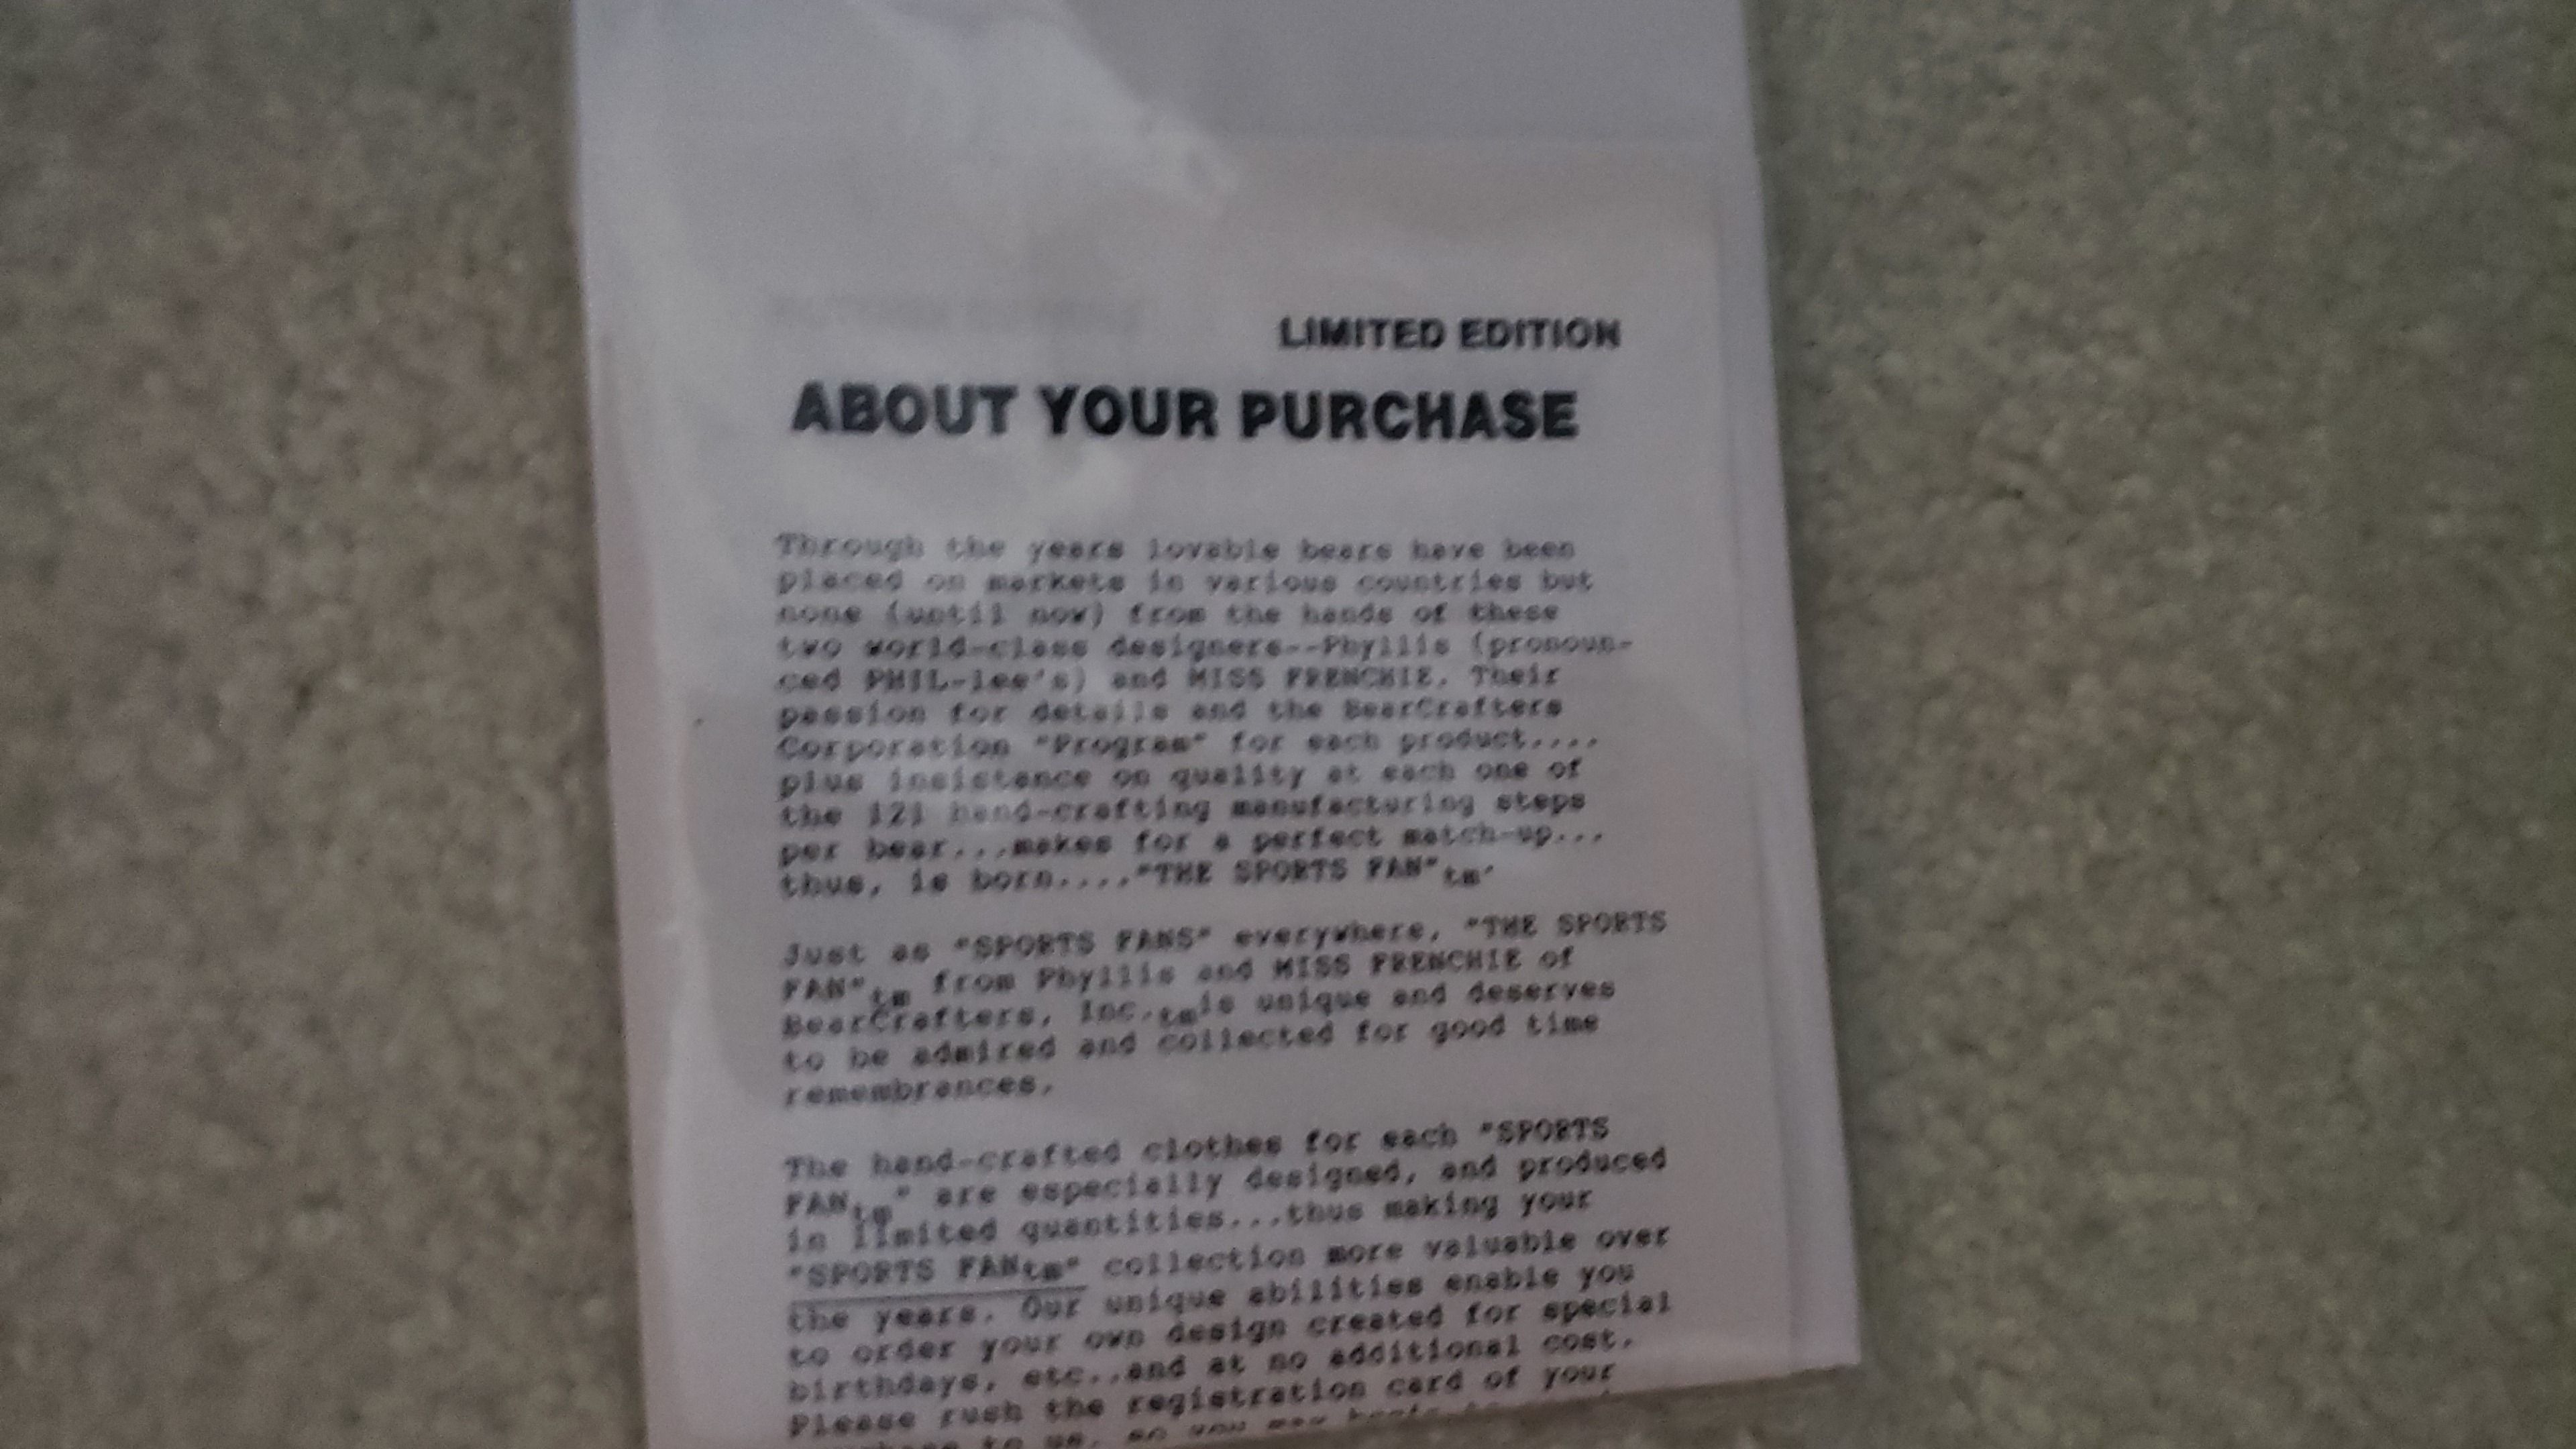 LIMITED EDITION
ABOUT YOUR PURCHASE
Through the years lovable bears have been
placed on markets in various countries but
none (until now) from the hands of these
two world-class designers--Phyllis (pronoun-
ced PHIL-lee's) and MISS FRENCHIE. Their
passion for details and the BearCrafters
Corporation "Program" for each product....
plus insistance on quality at each one of
the 121 hand-crafting manufacturing steps
per bear...makes for a perfect match-up...
thus, is born...."THE SPORTS FAN"tm.
Just as "SPORTS FANS" everywhere, "THE SPORTS
FAN"tm from Phyllis and MISS FRENCHIE of
BearCrafters, Inc.tm is unique and deserves
to be admired and collected for good time
remembrances.
The hand-crafted clothes for each "SPORTS
FANtm" are especially designed, and produced
in limited quantities...thus making your
"SPORTS FANtm" collection more valuable over
the years. Our unique abilities enable you
to order your own design created for special
birthdays, etc..and at no additional cost.
Please rush the registration card of your
to us, so you may